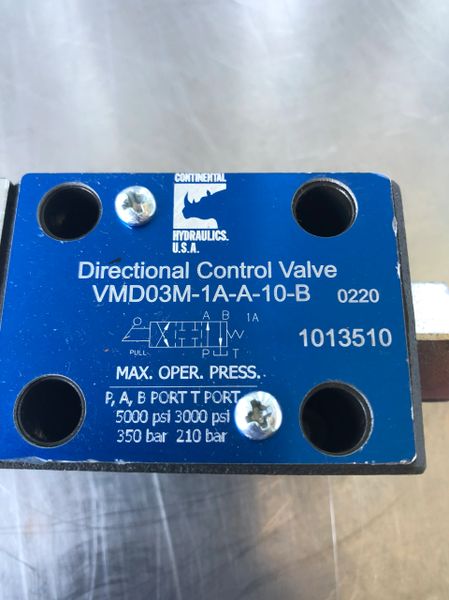 CONTINENTAL
HYDRAULICS.
U.S.A.
Directional Control Valve
VMD03M-1A-A-10-B 0220
A B 1A
PULL P T
1013510
MAX. OPER. PRESS.
P, A, B PORT T PORT
5000 psi 3000 psi
350 bar 210 bar